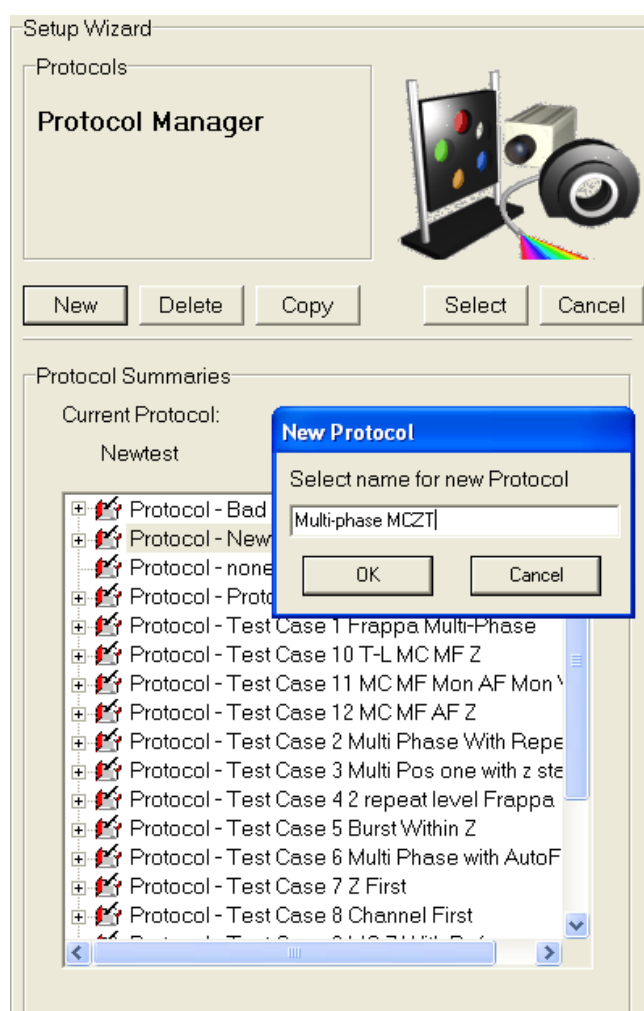 Setup Wizard
Protocols
Protocol Manager
New Delete Copy Select Cancel
Protocol Summaries
Current Protocol:
Newtest
New Protocol
Select name for new Protocol
Multi-phase MCZT
OK Cancel
Protocol - Bad
Protocol - New
Protocol - none
Protocol - Proto
Protocol - Test Case 1 Frappa Multi-Phase
Protocol - Test Case 10 T-L MC MF Z
Protocol - Test Case 11 MC MF Mon AF Mon
Protocol - Test Case 12 MC MF AF Z
Protocol - Test Case 2 Multi Phase With Repe
Protocol - Test Case 3 Multi Pos one with z sta
Protocol - Test Case 4 2 repeat level Frappa
Protocol - Test Case 5 Burst Within Z
Protocol - Test Case 6 Multi Phase with AutoF
Protocol - Test Case 7 Z First
Protocol - Test Case 8 Channel First